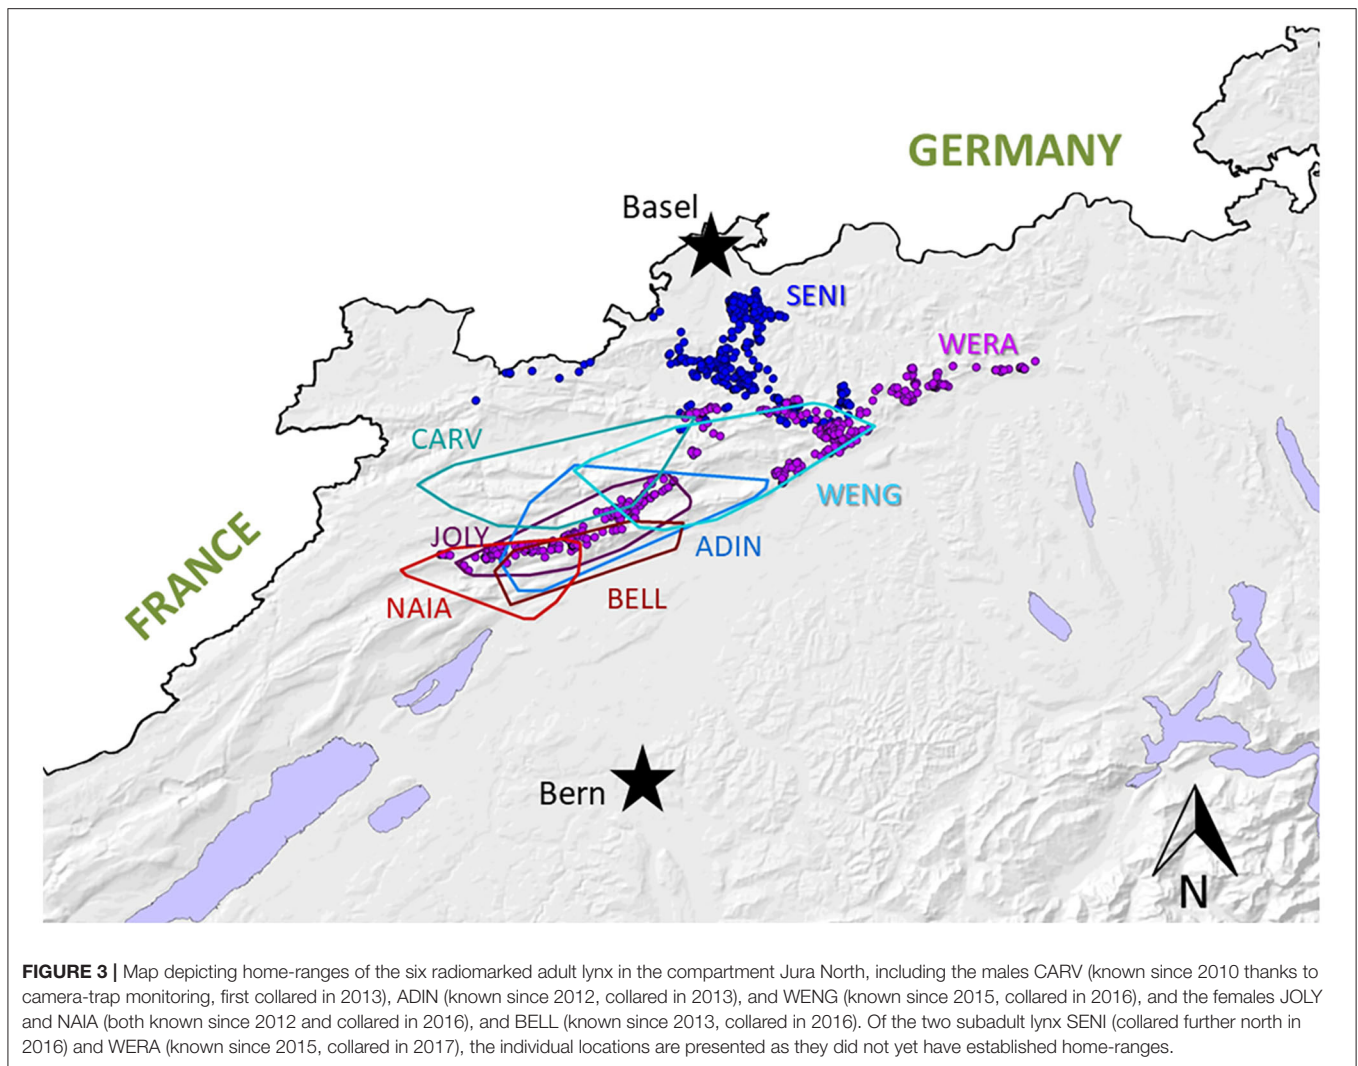 GERMANY
Basel
SENI
WERA
CARV
WENG
JOLY
ADIN
FRANCE
NAIA
BELL
Bern
N
FIGURE 3 | Map depicting home-ranges of the six radiomarked adult lynx in the compartment Jura North, including the males CARV (known since 2010 thanks to
camera-trap monitoring, first collared in 2013), ADIN (known since 2012, collared in 2013), and WENG (known since 2015, collared in 2016), and the females JOLY
and NAIA (both known since 2012 and collared in 2016), and BELL (known since 2013, collared in 2016). Of the two subadult lynx SENI (collared further north in
2016) and WERA (known since 2015, collared in 2017), the individual locations are presented as they did not yet have established home-ranges.